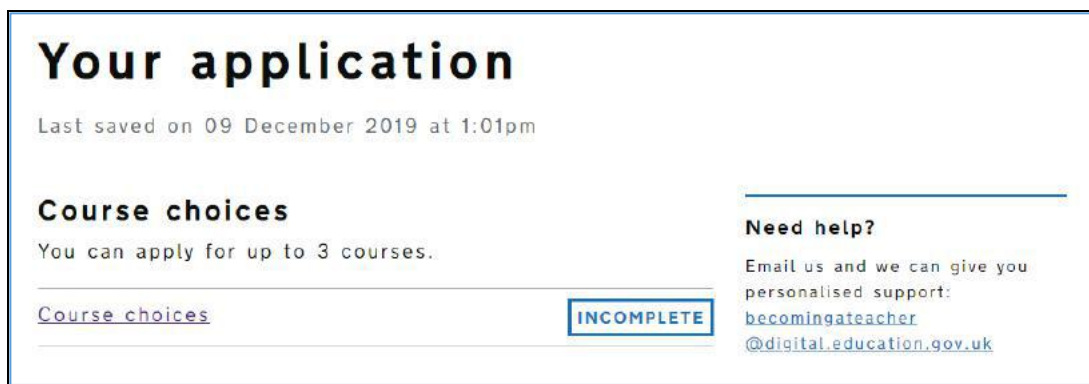 Your application
Last saved on 09 December 2019 at 1:01pm
Course choices
You can apply for up to 3 courses.
Course choices
INCOMPLETE
Need help?
Email us and we can give you
personalised support:
becomingateacher
@digital.education.gov.uk